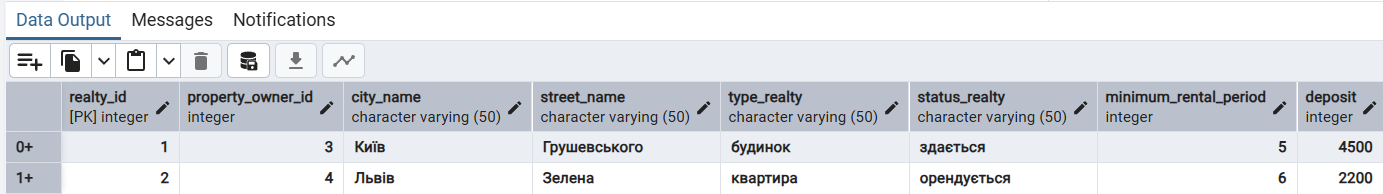 Data Output Messages Notifications
realty_id property_owner_id city_name street_name type_realty status_realty minimum_rental_period deposit
[PK] integer integer character varying (50) character varying (50) character varying (50) character varying (50) integer integer
0+ 1 3 Київ Грушевського будинок здається 5 4500
1+ 2 4 Львів Зелена квартира орендується 6 2200